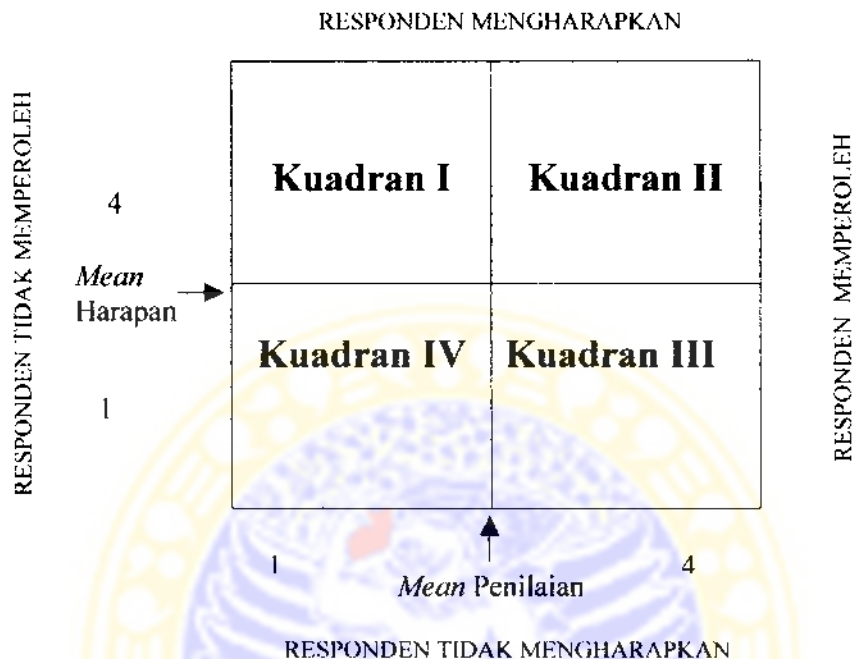 RESPONDEN MENGHARAPKAN
RESPONDEN TIDAK MEMPEROLEH
RESPONDEN MEMPEROLEH
Kuadran I
Kuadran II
4
Mean
Harapan
Kuadran IV
Kuadran III
1
1
4
Mean Penilaian
RESPONDEN TIDAK MENGHARAPKAN